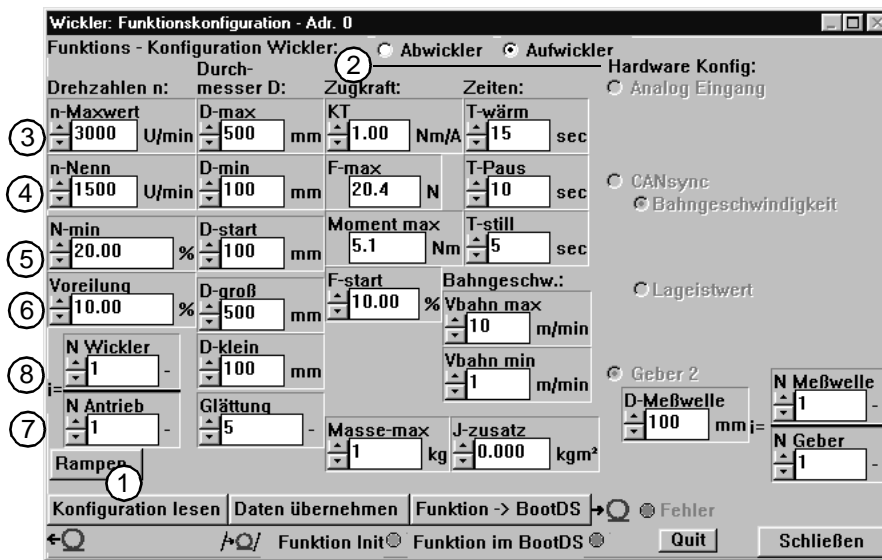 Wickler: Funktionskonfiguration - Adr. 0
Funktions - Konfiguration Wickler: Abwickler Aufwickler
2
Drehzahlen n:
Durch-
messer D:
Zugkraft:
Zeiten:
Hardware Konfig:
Analog Eingang
3
n-Maxwert
3000 U/min
D-max
500 mm
KT
1.00 Nm/A
T-wärm
15 sec
4
n-Nenn
1500 U/min
D-min
100 mm
F-max
20.4 N
T-Paus
10 sec
CANsync
Bahngeschwindigkeit
5
N-min
20.00 %
D-start
100 mm
Moment max
5.1 Nm
T-still
5 sec
6
Voreilung
10.00 %
D-groß
500 mm
F-start
10.00 %
Bahngeschw.:
Vbahn max
10 m/min
Lageistwert
8
i=
N Wickler
1 -
D-klein
100 mm
Vbahn min
1 m/min
Geber 2
7
N Antrieb
1 -
Glättung
5 -
Masse-max
1 kg
J-zusatz
0.000 kgm²
D-Meßwelle
100 mm
i=
N Meßwelle
1 -
N Geber
1 -
Rampen
1
Konfiguration lesen Daten übernehmen Funktion -> BootDS Fehler
Funktion Init Funktion im BootDS Quit Schließen